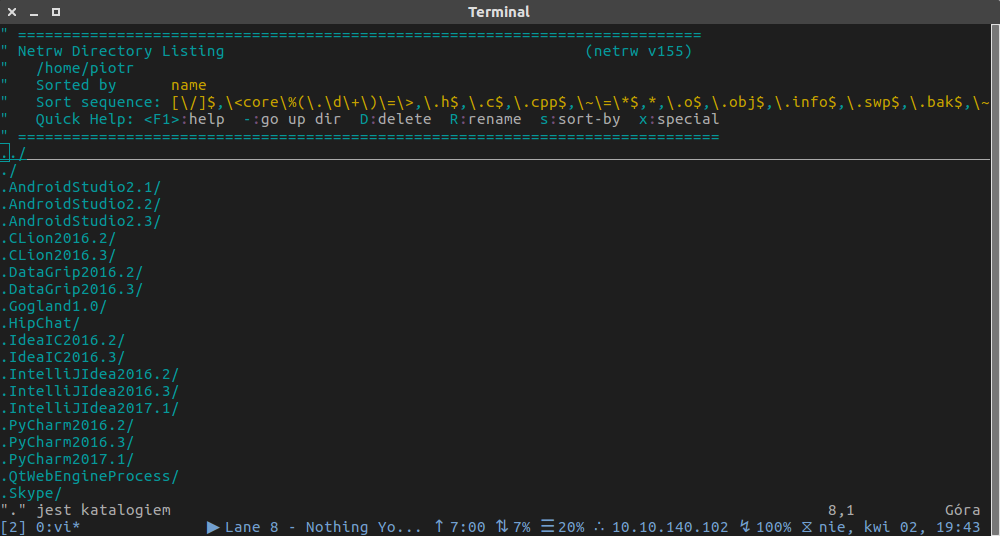 Terminal
" ============================================================================
" Netrw Directory Listing                                        (netrw v155)
"   /home/piotr
"   Sorted by      name
"   Sort sequence: [\/]$,\<core\%(\.\d\+\)\=\>,\.h$,\.c$,\.cpp$,\~\=\*$,*,\.o$,\.obj$,\.info$,\.swp$,\.bak$,\~
"   Quick Help: <F1>:help  -:go up dir  D:delete  R:rename  s:sort-by  x:special
" ==============================================================================
../
./
.AndroidStudio2.1/
.AndroidStudio2.2/
.AndroidStudio2.3/
.CLion2016.2/
.CLion2016.3/
.DataGrip2016.2/
.DataGrip2016.3/
.Gogland1.0/
.HipChat/
.IdeaIC2016.2/
.IdeaIC2016.3/
.IntelliJIdea2016.2/
.IntelliJIdea2016.3/
.IntelliJIdea2017.1/
.PyCharm2016.2/
.PyCharm2016.3/
.PyCharm2017.1/
.QtWebEngineProcess/
.Skype/
"." jest katalogiem                                                                         8,1          Góra
[2] 0:vi*              ▶ Lane 8 - Nothing Yo... ↑ 7:00 ⇅ 7% ☰ 20% ∴ 10.10.140.102 ↯ 100% ⧖ nie, kwi 02, 19:43